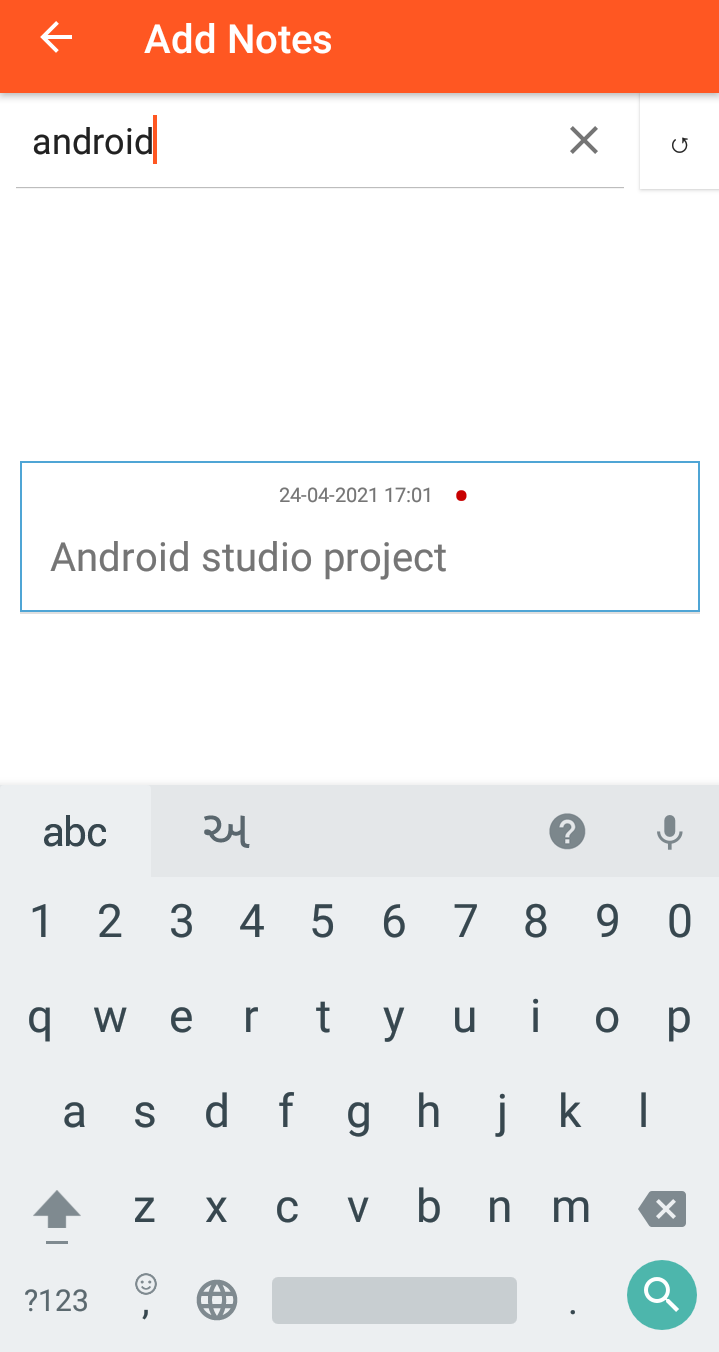 Add Notes
android
24-04-2021 17:01
Android studio project
abc અ
1 2 3 4 5 6 7 8 9 0
q w e r t y u i o p
a s d f g h j k l
z x c v b n m
?123 , .